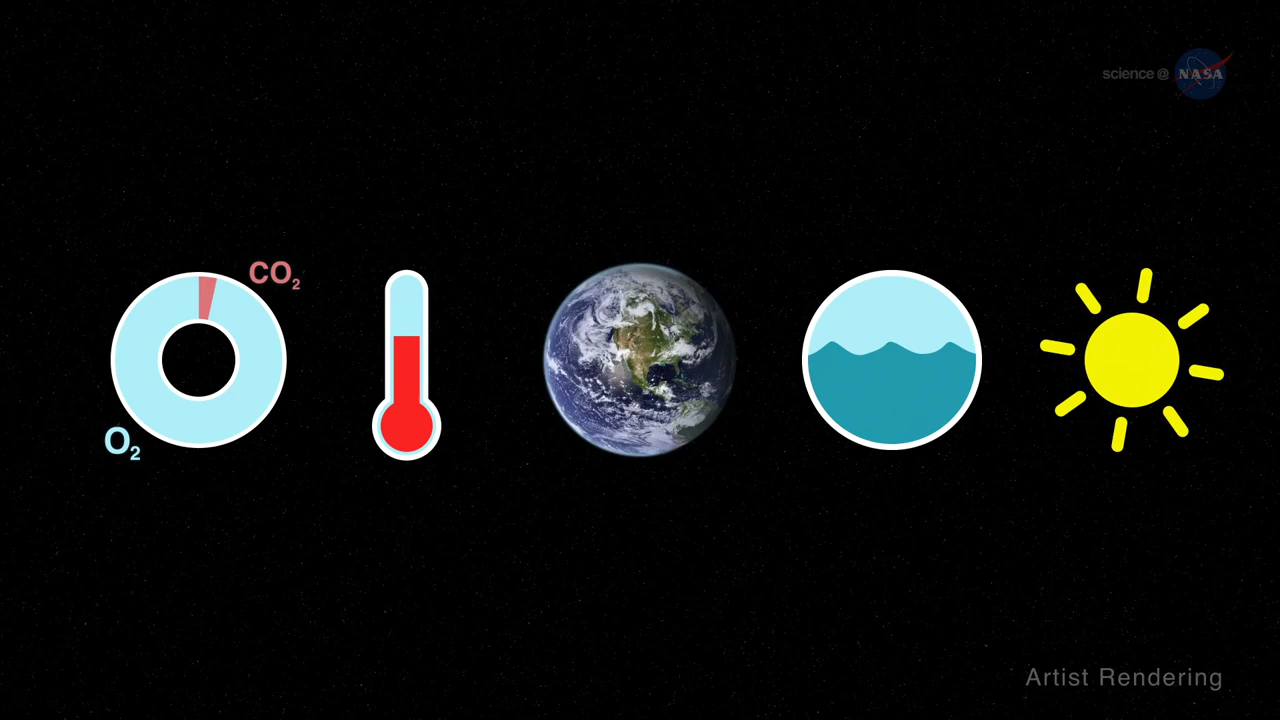 science @ NASA
CO₂
O₂
Artist Rendering